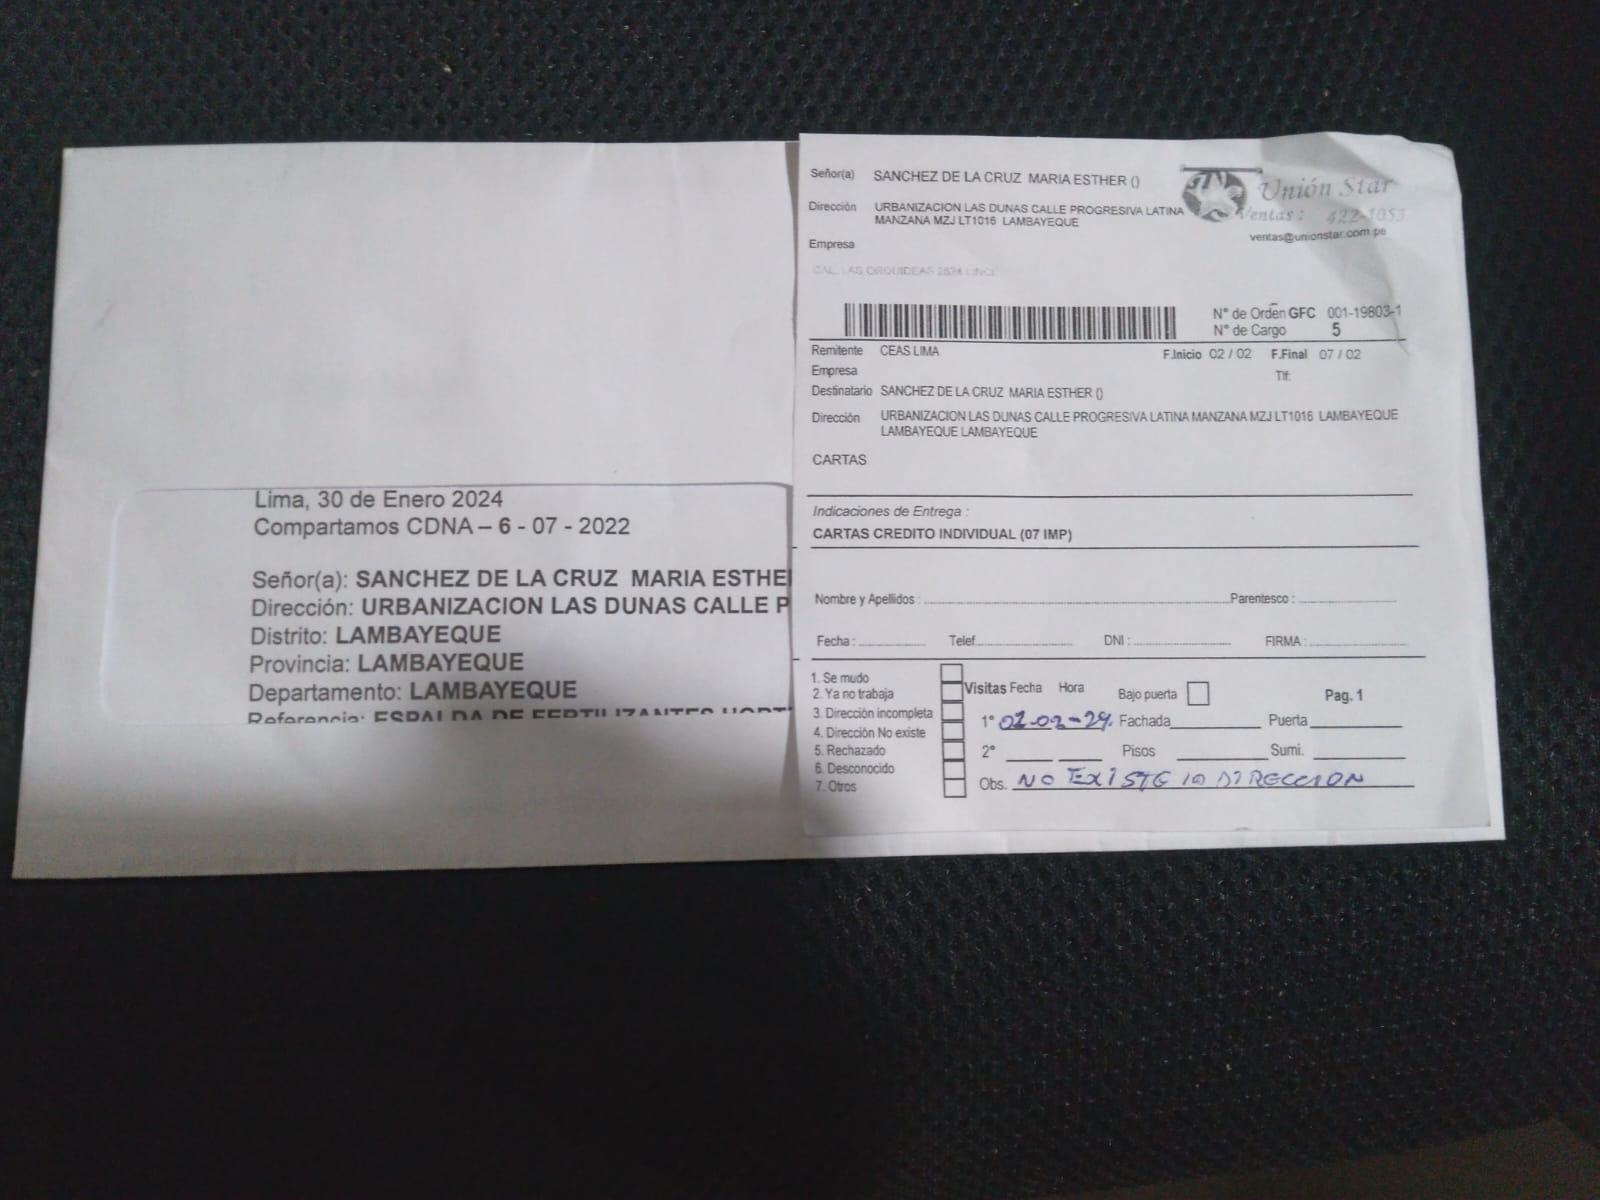 Lima, 30 de Enero 2024
Compartamos CDNA – 6 - 07 - 2022
Señor(a): SANCHEZ DE LA CRUZ MARIA ESTHE
Dirección: URBANIZACION LAS DUNAS CALLE P
Distrito: LAMBAYEQUE
Provincia: LAMBAYEQUE
Departamento: LAMBAYEQUE
Referencia: ESPALDA DE FERTILIZANTES
Señor(a) SANCHEZ DE LA CRUZ MARIA ESTHER ()
Dirección URBANIZACION LAS DUNAS CALLE PROGRESIVA LATINA
MANZANA MZJ LT1016 LAMBAYEQUE
Empresa
CAL. LAS ORQUIDEAS LINCE
Unión Star
Ventas: 422-1053
ventas@unionstar.com.pe
N° de Orden GFC 001-19803-1
N° de Cargo 5
Remitente CEAS LIMA F.Inicio 02 / 02 F.Final 07 / 02
Empresa Tlf:
Destinatario SANCHEZ DE LA CRUZ MARIA ESTHER ()
Dirección URBANIZACION LAS DUNAS CALLE PROGRESIVA LATINA MANZANA MZJ LT1016 LAMBAYEQUE
LAMBAYEQUE LAMBAYEQUE
CARTAS
Indicaciones de Entrega :
CARTAS CREDITO INDIVIDUAL (07 IMP)
Nombre y Apellidos : Parentesco :
Fecha : Telef. DNI : FIRMA :
1. Se mudo
2. Ya no trabaja
3. Dirección incompleta
4. Dirección No existe
5. Rechazado
6. Desconocido
7. Otros
Visitas Fecha Hora Bajo puerta Pag. 1
1° 02-02-24. Fachada Puerta
2° Pisos Sumi.
Obs. NO EXISTE la DIRECCION